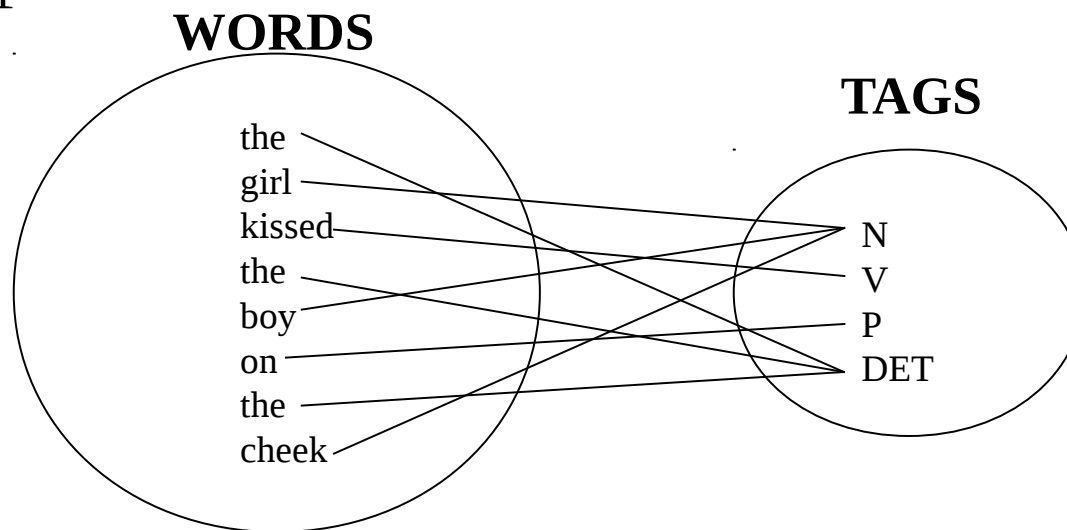 WORDS
TAGS
the
girl
kissed
the
boy
on
the
cheek
N
V
P
DET